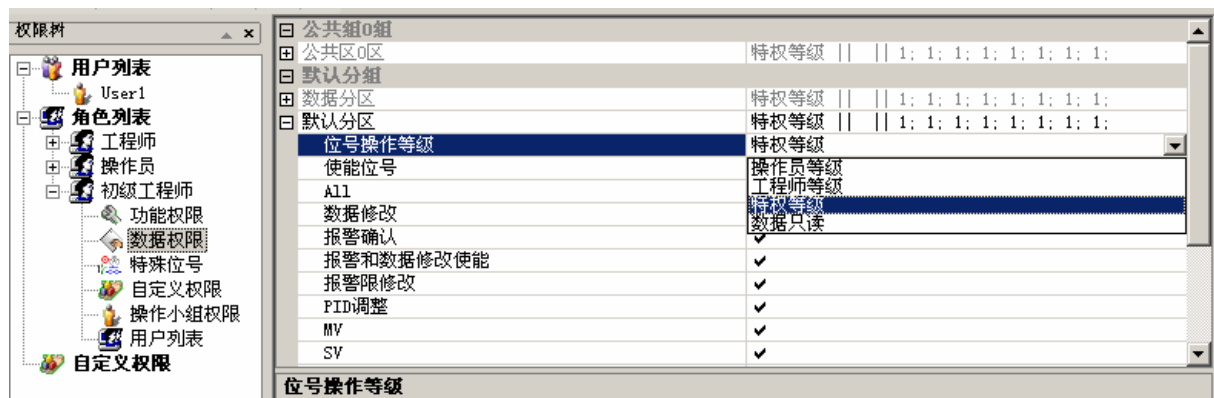 权限树
用户列表
User1
角色列表
工程师
操作员
初级工程师
功能权限
数据权限
特殊位号
自定义权限
操作小组权限
用户列表
自定义权限
公共组0组
公共区0区 特权等级 || || 1; 1; 1; 1; 1; 1; 1; 1;
默认分组
数据分区 特权等级 || || 1; 1; 1; 1; 1; 1; 1; 1;
默认分区 特权等级 || || 1; 1; 1; 1; 1; 1; 1; 1;
位号操作等级 特权等级
使能位号
All
数据修改
报警确认
报警和数据修改使能
报警限修改
PID调整
MV
SV
操作员等级
工程师等级
特权等级
数据只读
位号操作等级